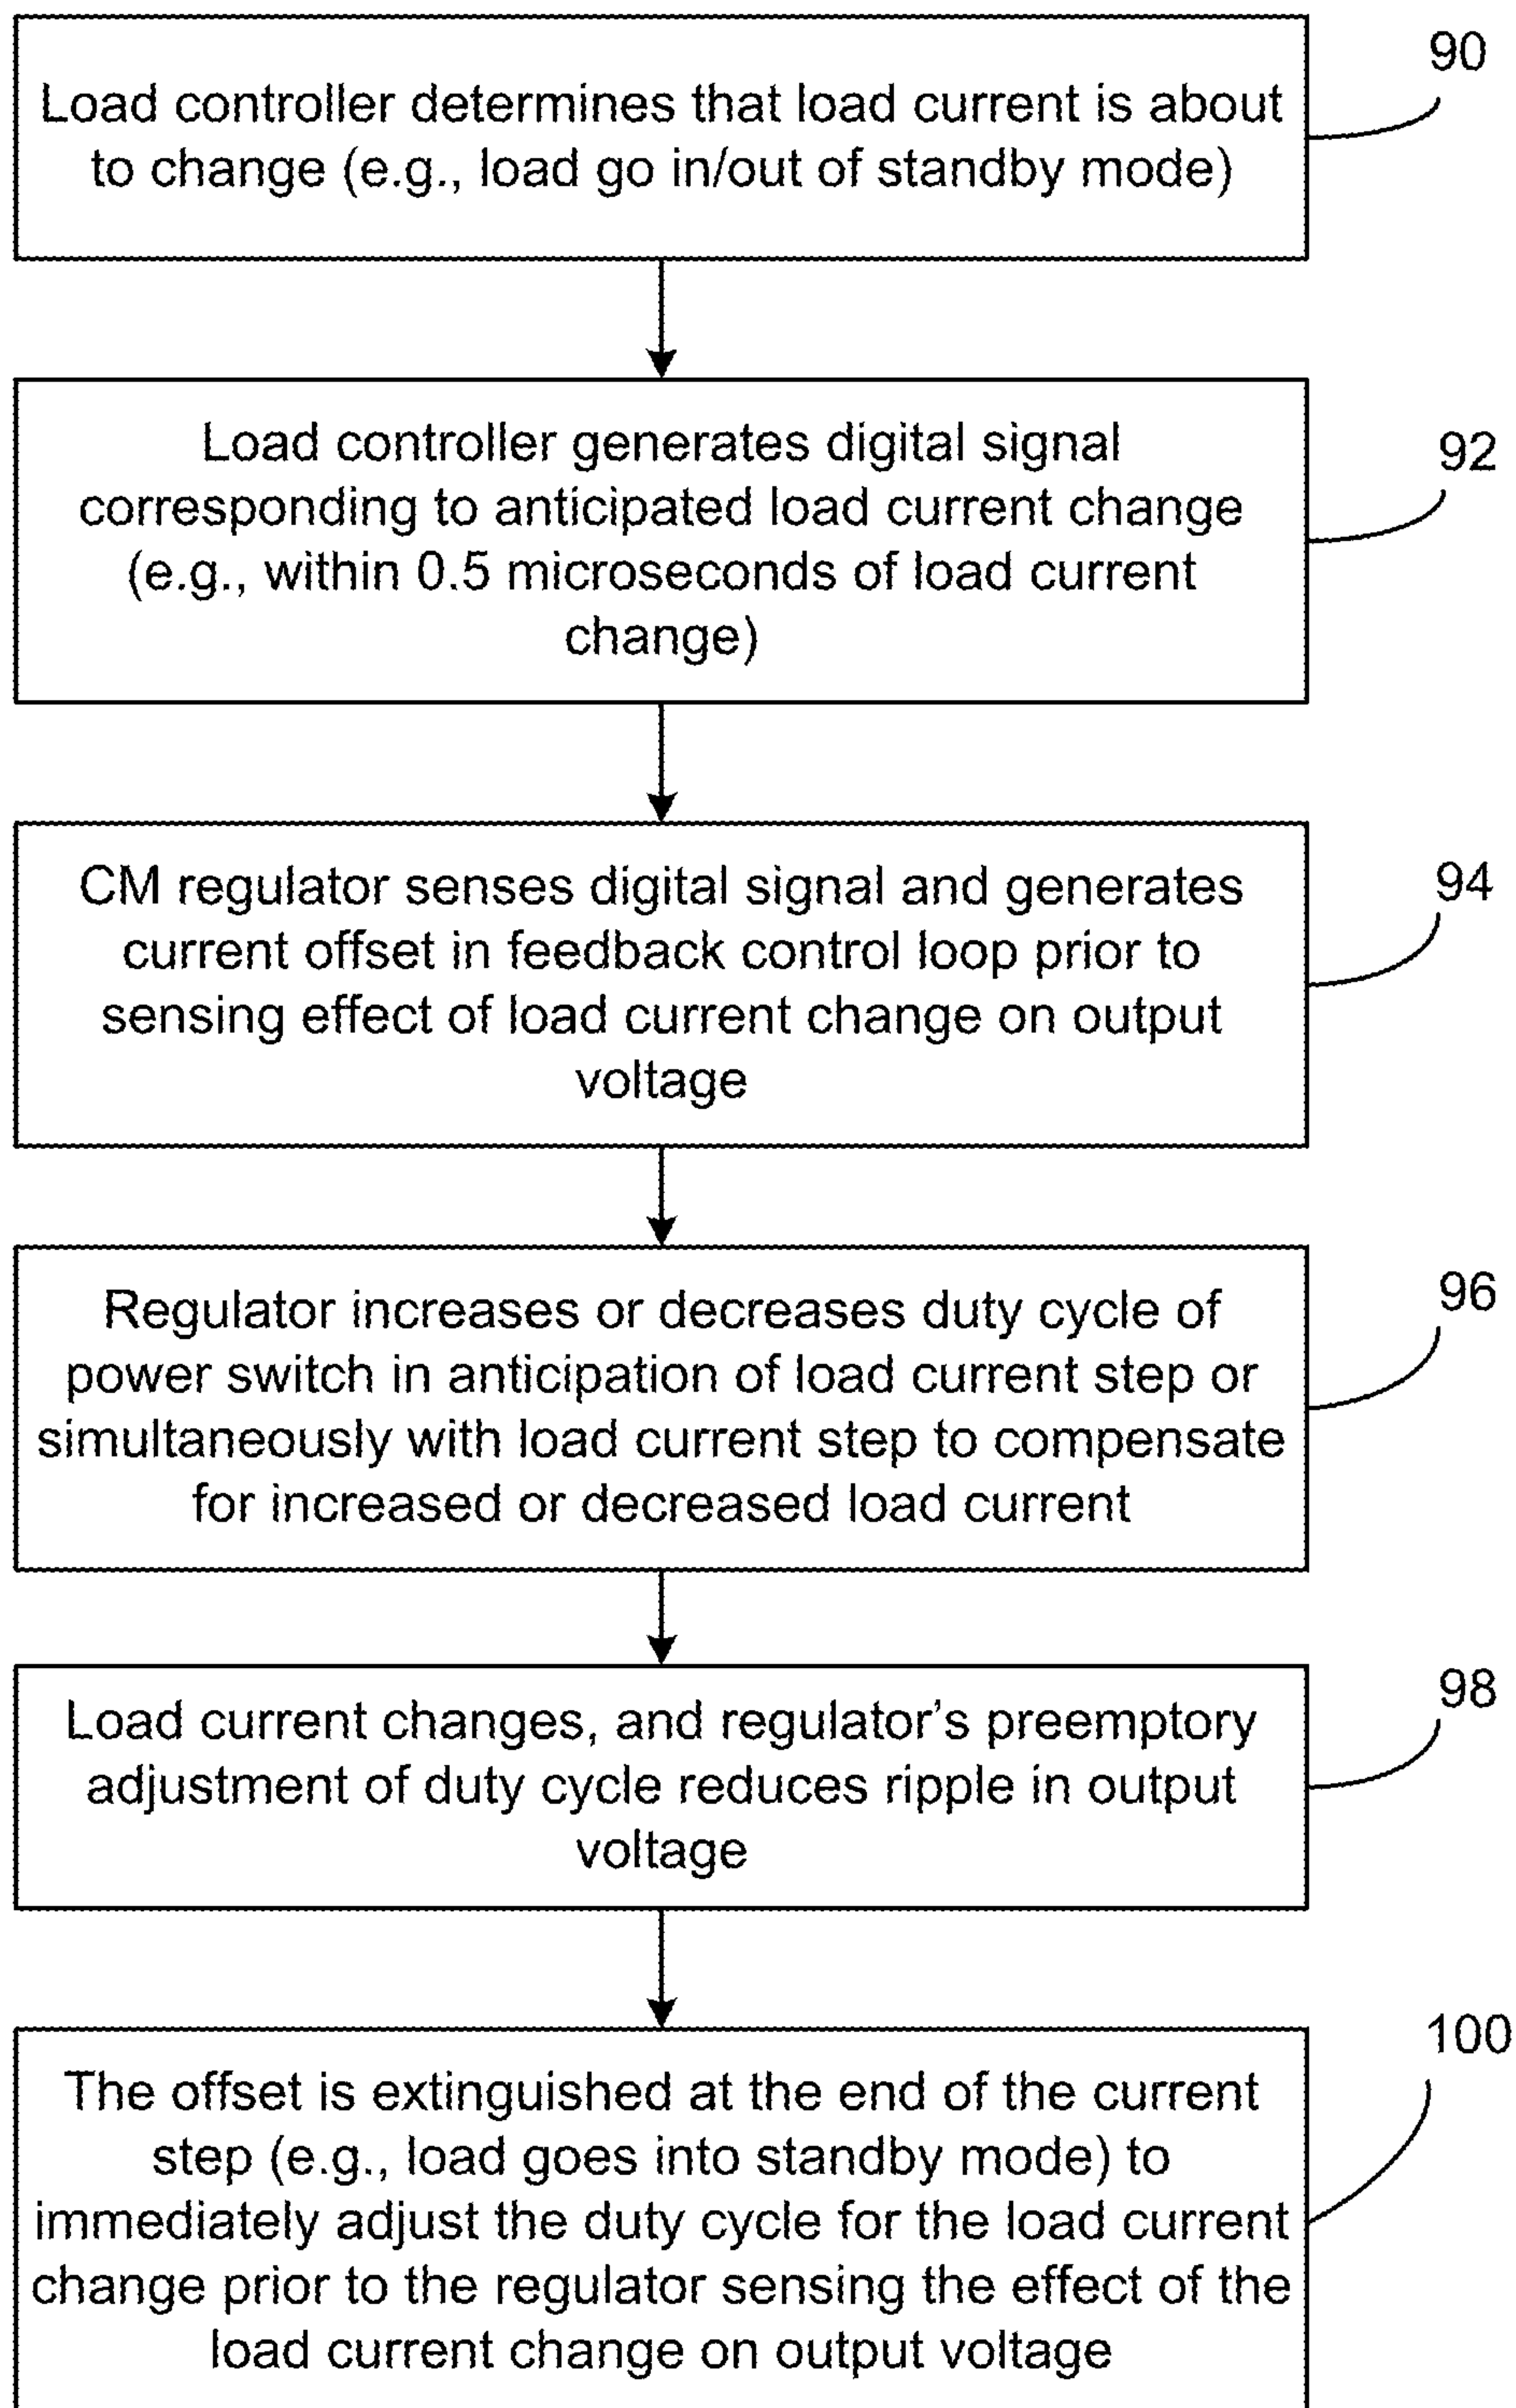 90
Load controller determines that load current is about
to change (e.g., load go in/out of standby mode)
92
Load controller generates digital signal
corresponding to anticipated load current change
(e.g., within 0.5 microseconds of load current
change)
94
CM regulator senses digital signal and generates
current offset in feedback control loop prior to
sensing effect of load current change on output
voltage
96
Regulator increases or decreases duty cycle of
power switch in anticipation of load current step or
simultaneously with load current step to compensate
for increased or decreased load current
98
Load current changes, and regulator's preemptory
adjustment of duty cycle reduces ripple in output
voltage
100
The offset is extinguished at the end of the current
step (e.g., load goes into standby mode) to
immediately adjust the duty cycle for the load current
change prior to the regulator sensing the effect of the
load current change on output voltage